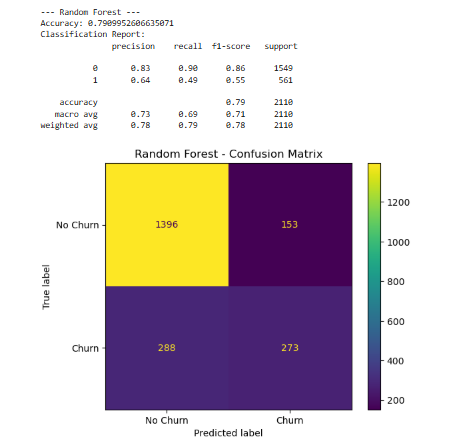 --- Random Forest ---
Accuracy: 0.7909952606635071
Classification Report:
precision recall f1-score support
0 0.83 0.90 0.86 1549
1 0.64 0.49 0.55 561
accuracy 0.79 2110
macro avg 0.73 0.69 0.71 2110
weighted avg 0.78 0.79 0.78 2110
Random Forest - Confusion Matrix
No Churn
1396 153
Churn
288 273
True label
No Churn Churn
Predicted label
1200
1000
800
600
400
200